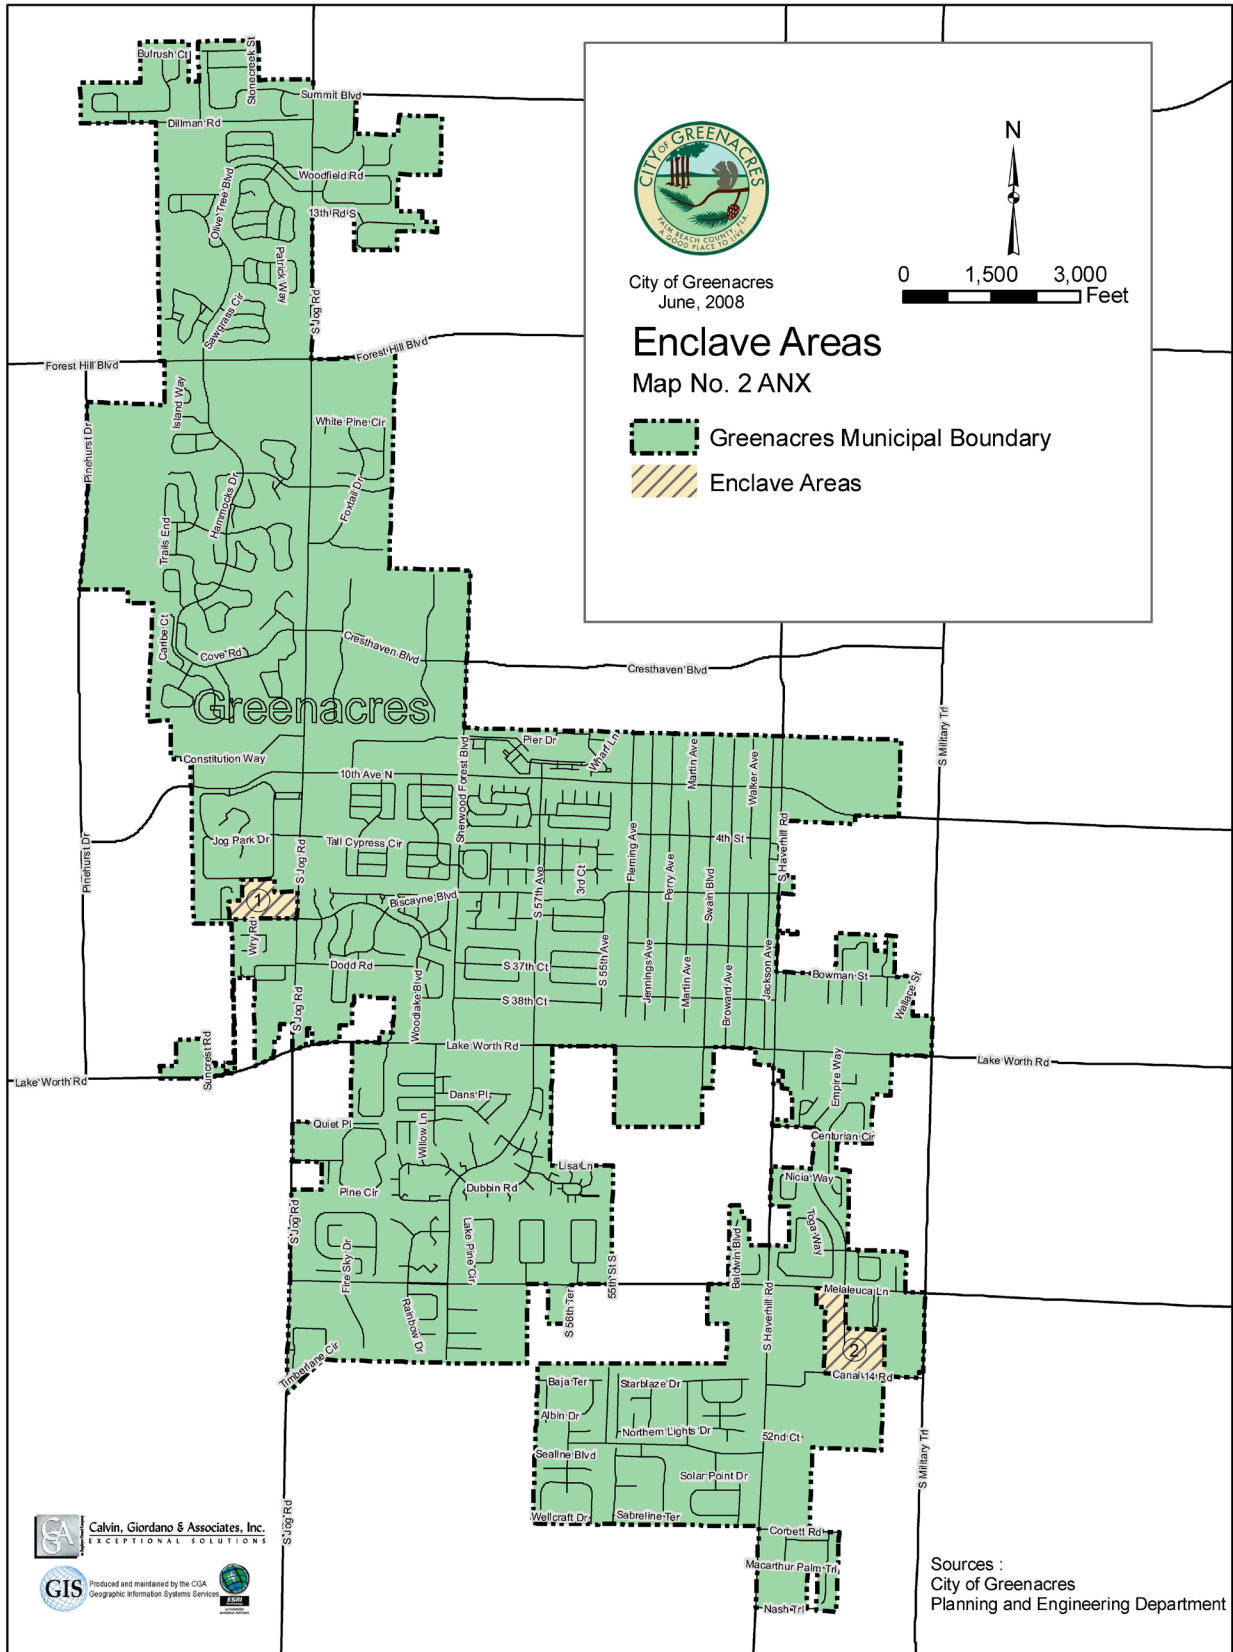 Bulrush Ct
Stonecreek St
Summit Blvd
Dillman Rd
Woodfield Rd
Olive Tree Blvd
13th Rd S
Patrick Way
S Jog Rd
Sawgrass Cir
Forest Hill Blvd
Forest Hill Blvd
CITY OF GREENACRES
PALM BEACH COUNTY, FLA.
A GOOD PLACE TO LIVE
N
City of Greenacres
June, 2008
0 1,500 3,000
Feet
Enclave Areas
Map No. 2 ANX
Greenacres Municipal Boundary
Enclave Areas
Island Way
White Pine Cir
Pinehurst Dr
Hammocks Dr
Foxtail Dr
Trails End
Caribe Ct
Cove Rd
Cresthaven Blvd
Cresthaven Blvd
Greenacres
S Military Trl
Constitution Way
10th Ave N
Sherwood Forest Blvd
Pier Dr
Wharf Ln
Martin Ave
Walker Ave
Jog Park Dr
Tall Cypress Cir
S Jog Rd
Pinehurst Dr
S 57th Ave
3rd Ct
Fleming Ave
Perry Ave
4th St
Swain Blvd
S Haverhill Rd
1
Biscayne Blvd
Wry Rd
Dodd Rd
S 37th Ct
S 55th Ave
Jennings Ave
Martin Ave
Broward Ave
Jackson Ave
Bowman St
Wallace St
S Jog Rd
Woodlake Blvd
S 38th Ct
Suncrest Rd
Lake Worth Rd
Lake Worth Rd
Lake Worth Rd
Empire Way
Dans Pl
Quiet Pl
Willow Ln
Centurian Cir
Lisa Ln
Nicia Way
Pine Cir
Dubbin Rd
S Jog Rd
Fire Sky Dr
Lake Pine Cir
55th St S
Baldwin Blvd
Toga Way
Melaleuca Ln
Rainbow Dr
S 56th Ter
S Haverhill Rd
2
Timberlane Cir
Canal 14 Rd
Baja Ter
Starblaze Dr
Albin Dr
Northern Lights Dr
52nd Ct
Sealine Blvd
Solar Point Dr
S Military Trl
Wellcraft Dr
Sabreline Ter
Corbett Rd
S Jog Rd
Macarthur Palm Trl
Nash Trl
CGA
Calvin, Giordano & Associates, Inc.
EXCEPTIONAL SOLUTIONS
GIS
Produced and maintained by the CGA
Geographic Information Systems Services
ESRI
Sources :
City of Greenacres
Planning and Engineering Department